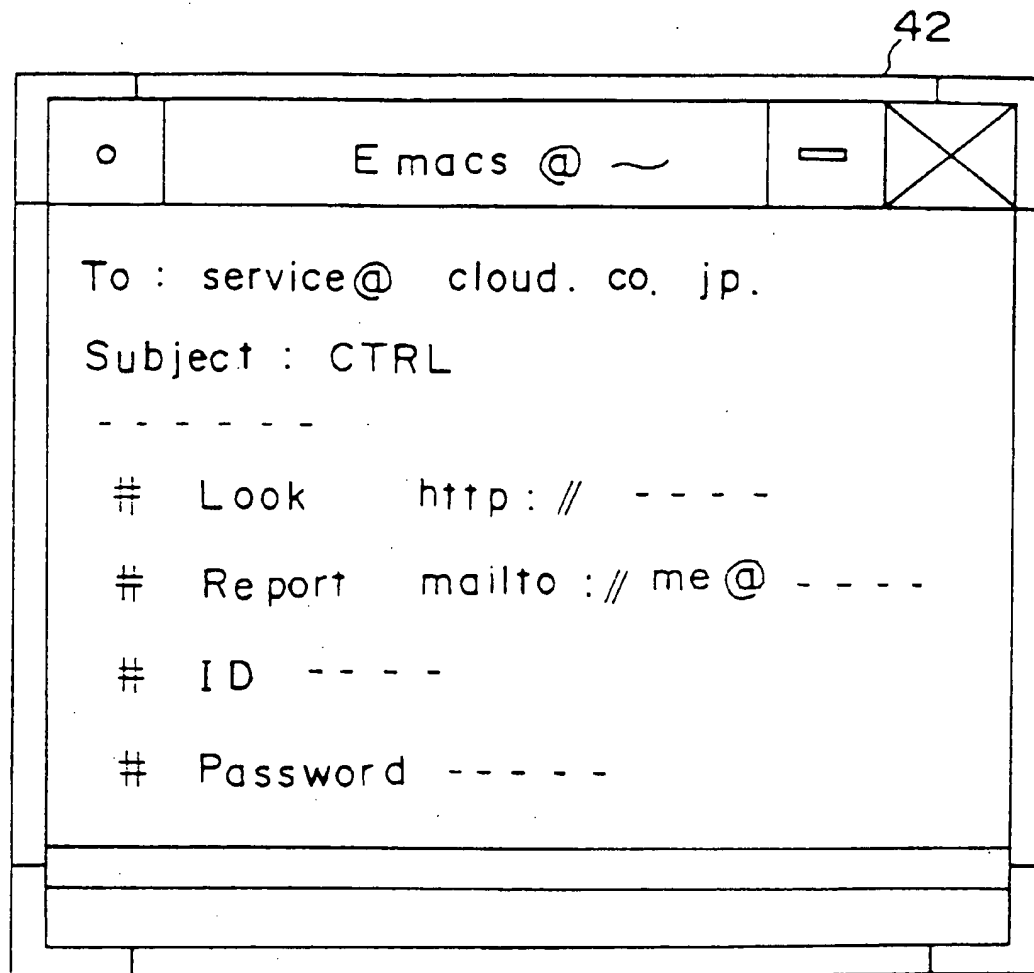 42
Emacs @ ~
To : service@ cloud. co. jp.
Subject : CTRL
- - - - - -
# Look http : // - - - -
# Report mailto : // me@ - - - -
# ID - - - -
# Password - - - - -